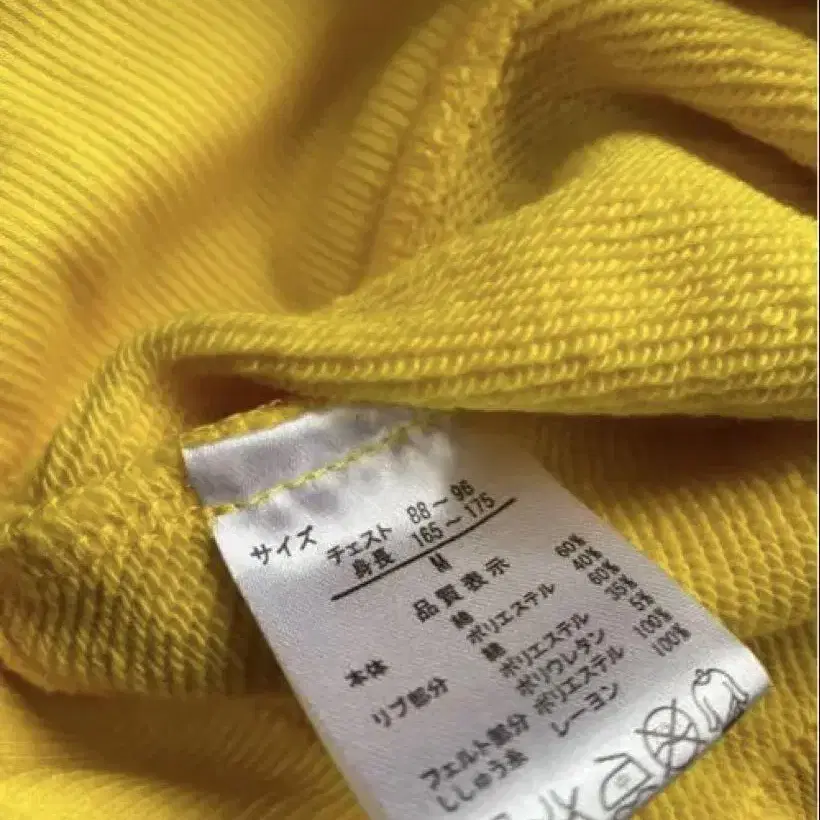 サイズ チェスト 88～96
身長 165～175
M
品質表示
本体 綿 60%
ポリエステル 40%
リブ部分 綿 60%
ポリエステル 35%
ポリウレタン 5%
フェルト部分 ポリエステル 100%
ししゅう糸 レーヨン 100%